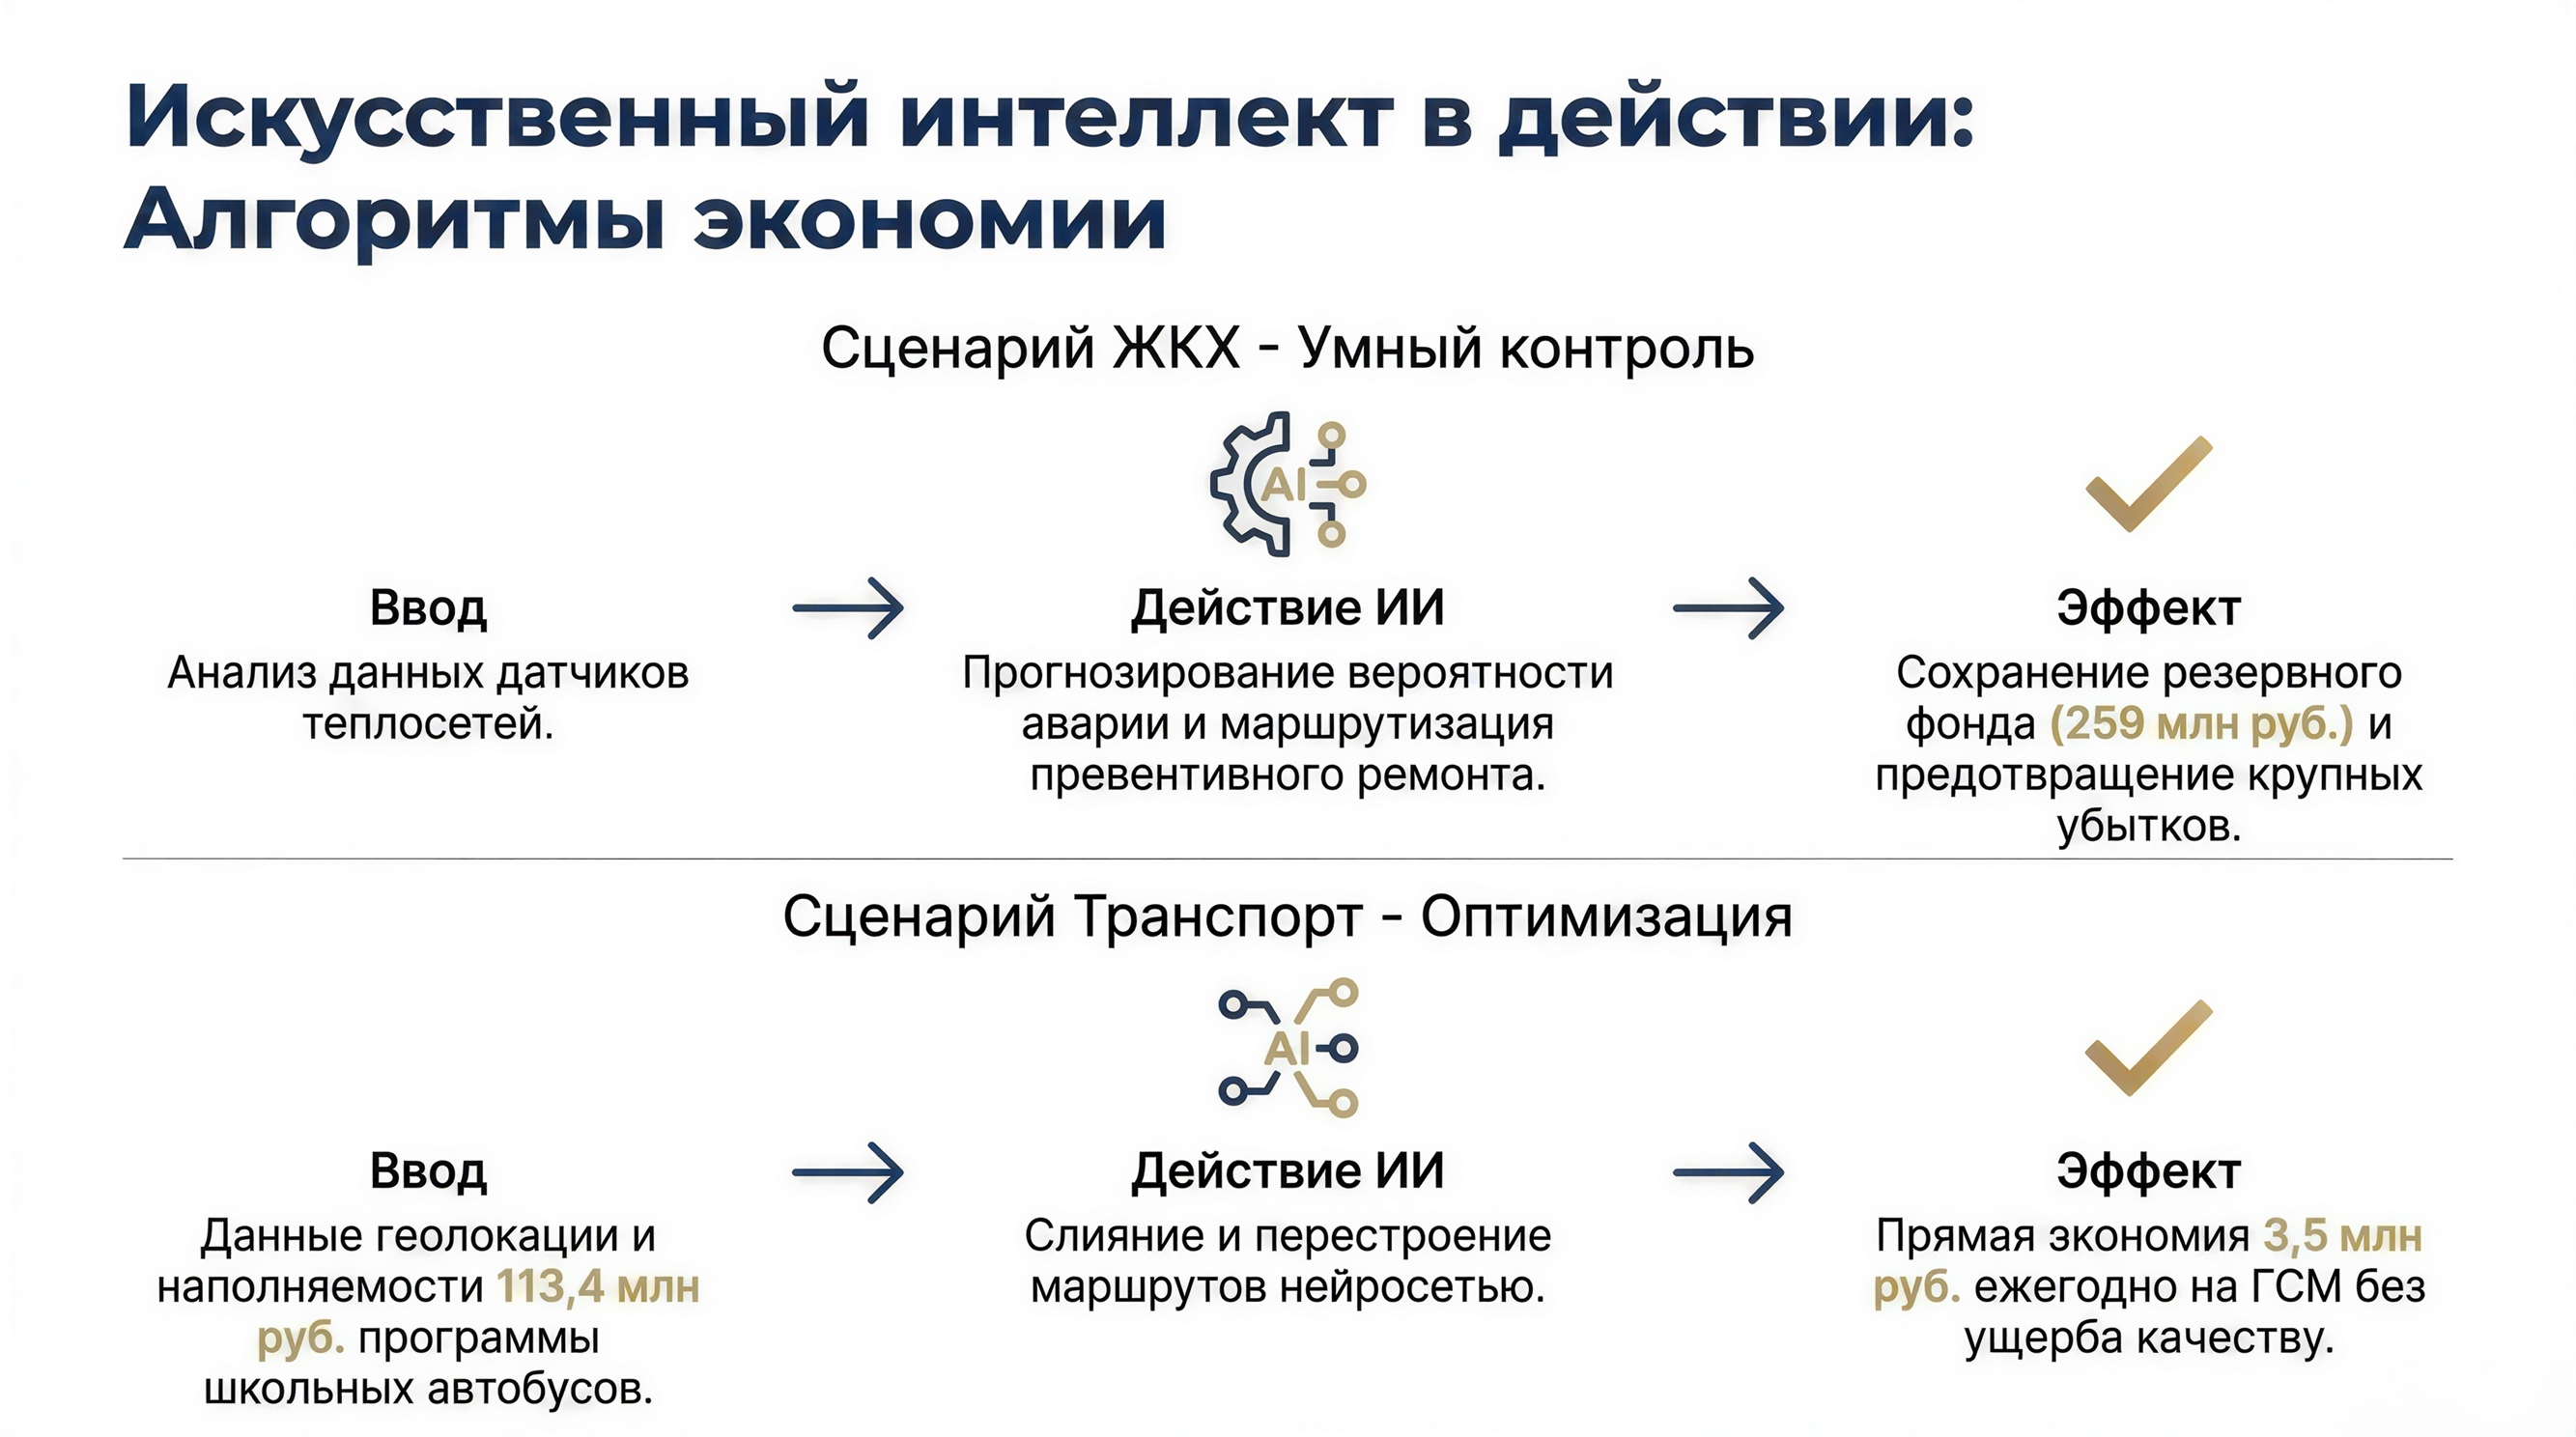 Искусственный интеллект в действии:
Алгоритмы экономии
Сценарий ЖКХ - Умный контроль
AI
Ввод
Анализ данных датчиков
теплосетей.
Действие ИИ
Прогнозирование вероятности
аварии и маршрутизация
превентивного ремонта.
Эффект
Сохранение резервного
фонда (259 млн руб.) и
предотвращение крупных
убытков.
Сценарий Транспорт - Оптимизация
AI
Ввод
Данные геолокации и
наполняемости 113,4 млн
руб. программы
школьных автобусов.
Действие ИИ
Слияние и перестроение
маршрутов нейросетью.
Эффект
Прямая экономия 3,5 млн
руб. ежегодно на ГСМ без
ущерба качеству.